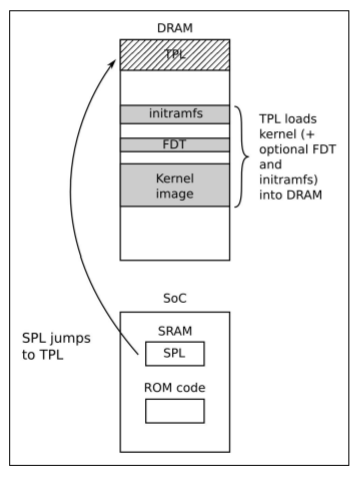 DRAM
TPL
initramfs
FDT
Kernel
image
TPL loads
kernel (+
optional FDT
and
initramfs)
into DRAM
SoC
SRAM
SPL
ROM code
SPL jumps
to TPL